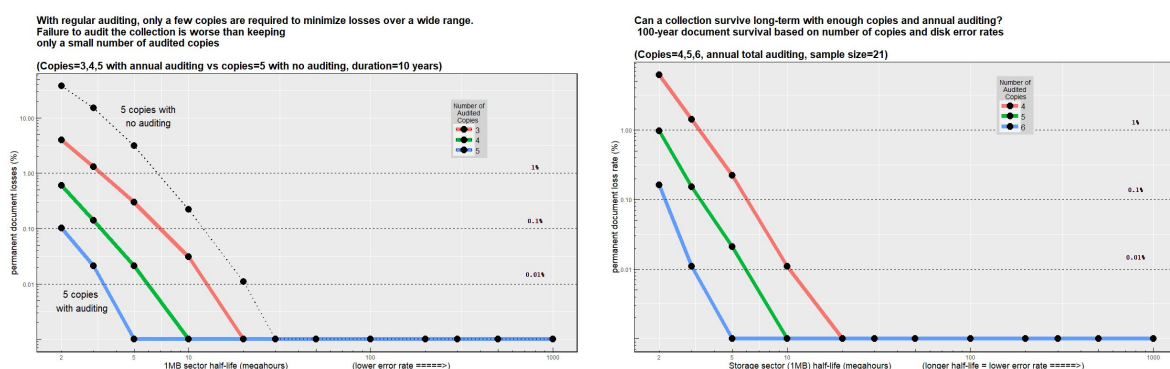 With regular auditing, only a few copies are required to minimize losses over a wide range.
Failure to audit the collection is worse than keeping
only a small number of audited copies
(Copies=3,4,5 with annual auditing vs copies=5 with no auditing, duration=10 years)
5 copies with
no auditing
Number of
Audited
Copies
3
4
5
10.00
1.00
0.10
0.01
1%
0.1%
0.01%
5 copies
with auditing
permanent document losses (%)
2
5
10
100
1000
1MB sector half-life (megahours)
(lower error rate =====>)
Can a collection survive long-term with enough copies and annual auditing?
100-year document survival based on number of copies and disk error rates
(Copies=4,5,6, annual total auditing, sample size=21)
Number of
Audited
Copies
4
5
6
1.00
0.10
0.01
1%
0.1%
0.01%
permanent document loss rate (%)
2
5
10
100
1000
Storage sector (1MB) half-life (megahours)
(longer half-life = lower error rate =====>)